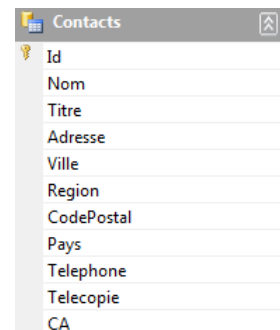 Contacts
Id
Nom
Titre
Adresse
Ville
Region
CodePostal
Pays
Telephone
Telecopie
CA